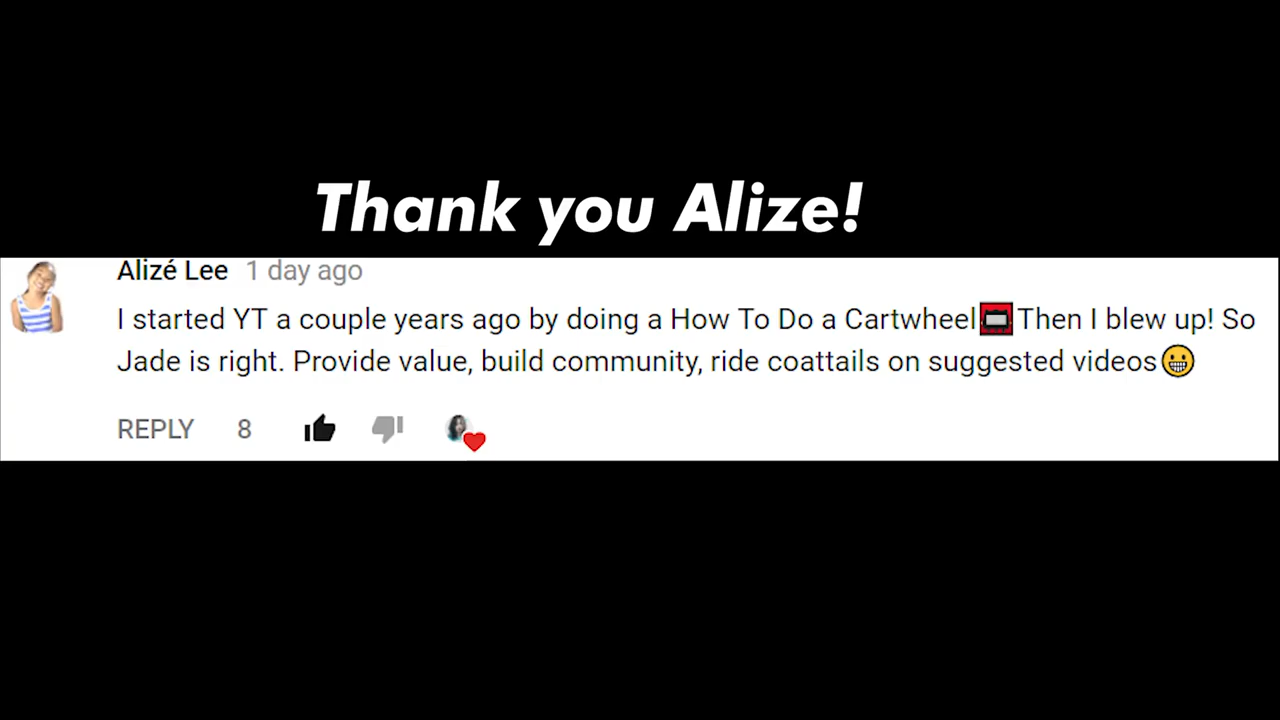 Thank you Alize!
Alizé Lee 1 day ago
I started YT a couple years ago by doing a How To Do a Cartwheel Then I blew up! So
Jade is right. Provide value, build community, ride coattails on suggested videos😬
REPLY 8